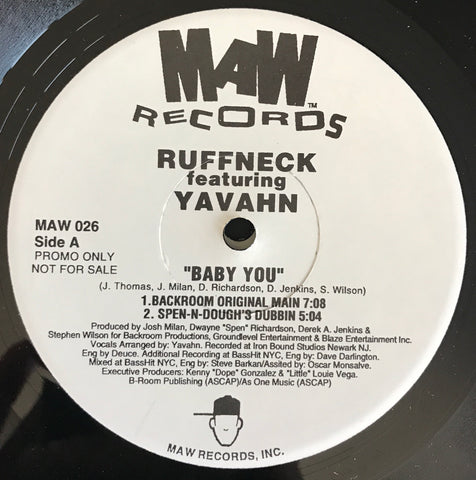 MAW™
RECORDS
RUFFNECK
featuring
YAVAHN
MAW 026
Side A
PROMO ONLY
NOT FOR SALE
"BABY YOU"
(J. Thomas, J. Milan, D. Richardson, D. Jenkins, S. Wilson)
1.BACKROOM ORIGINAL MAIN 7:08
2. SPEN-N-DOUGH'S DUBBIN 5:04
Produced by Josh Milan, Dwayne "Spen" Richardson, Derek A. Jenkins &
Stephen Wilson for Backroom Productions, Groundlevel Entertainment & Blaze Entertainment Inc.
Vocals Arranged by: Yavahn. Recorded at Iron Bound Studios Newark NJ.
Eng by Deuce. Additional Recording at BassHit NYC, Eng by: Dave Darlington.
Mixed at BassHit NYC, Eng by: Steve Barkan/Assited by: Oscar Monsalve.
Executive Producers: Kenny "Dope" Gonzalez & "Little" Louie Vega.
B-Room Publishing (ASCAP)/As One Music (ASCAP)
MAW RECORDS, INC.